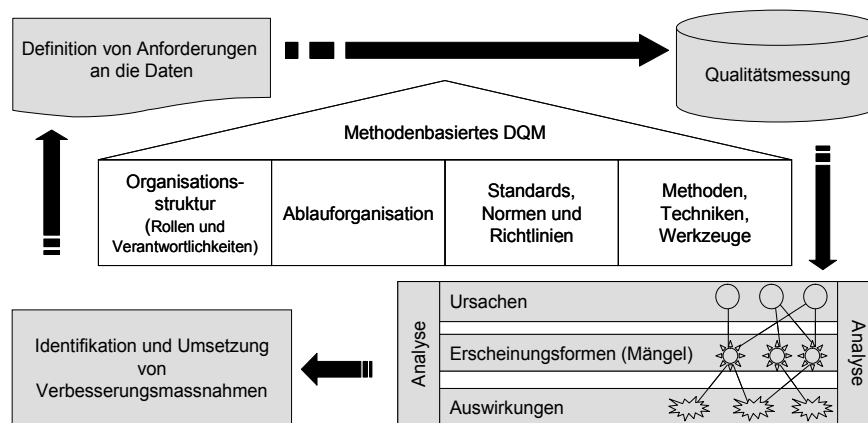 Definition von Anforderungen
an die Daten
Qualitätsmessung
Methodenbasiertes DQM
Organisations-
struktur
(Rollen und
Verantwortlichkeiten)
Ablauforganisation
Standards,
Normen und
Richtlinien
Methoden,
Techniken,
Werkzeuge
Identifikation und Umsetzung
von
Verbesserungsmassnahmen
Analyse
Ursachen
Erscheinungsformen (Mängel)
Auswirkungen
Analyse